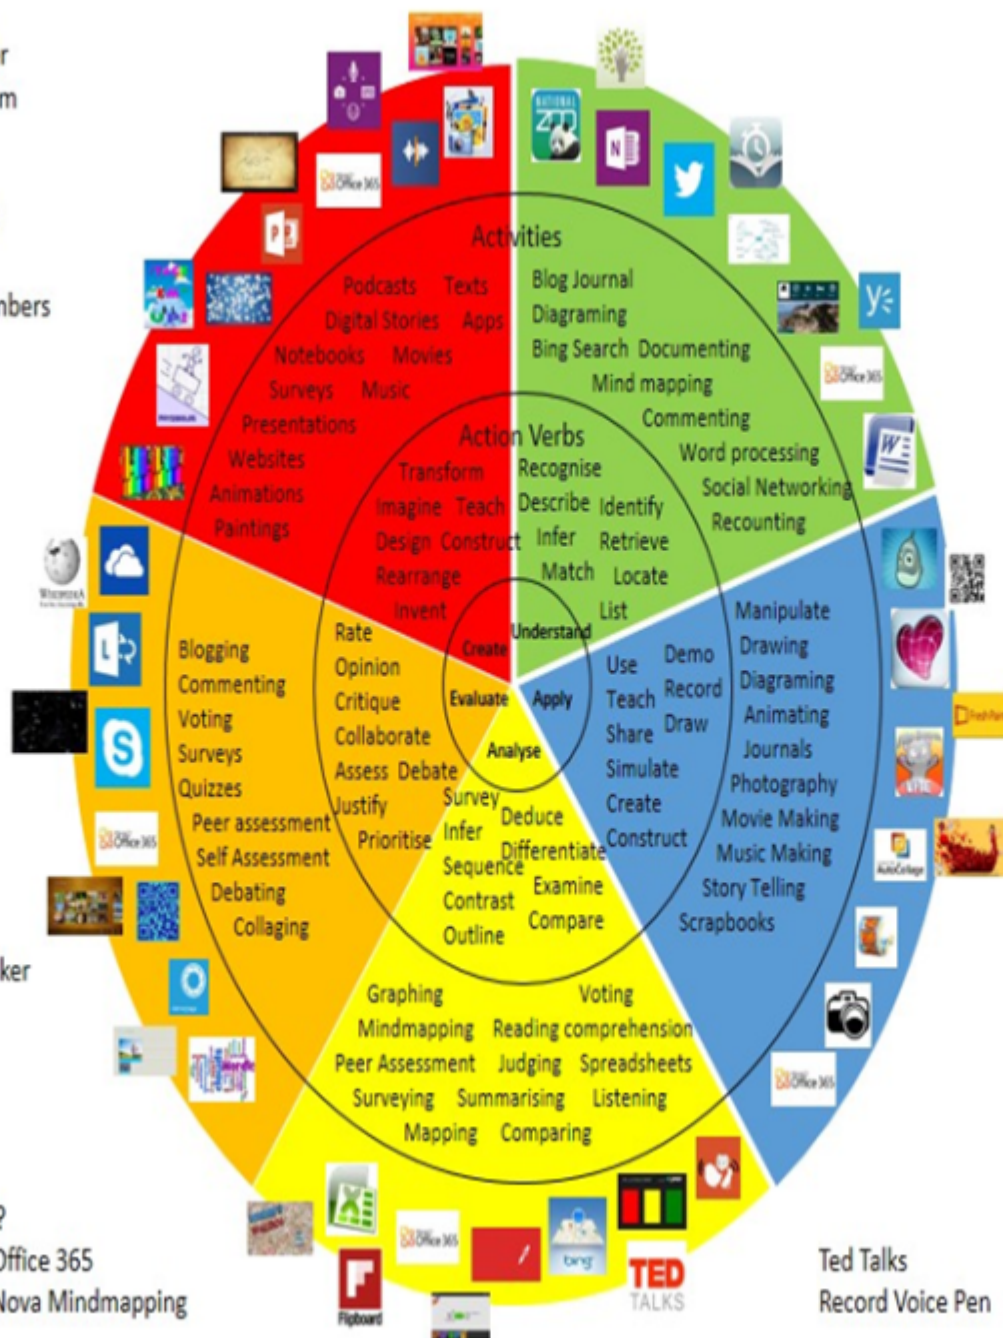 r
m
nbers
ker
?
Office 365
Nova Mindmapping
Ted Talks
Record Voice Pen
Activities
Podcasts Texts
Digital Stories Apps
Notebooks Movies
Surveys Music
Presentations
Websites
Animations
Paintings
Blog Journal
Diagraming
Bing Search Documenting
Mind mapping
Commenting
Word processing
Social Networking
Recounting
Action Verbs
Transform
Imagine Teach
Design Construct
Rearrange
Invent
Create
Recognise
Describe Identify
Infer Retrieve
Match Locate
List
Understand
Manipulate
Drawing
Diagraming
Animating
Journals
Photography
Movie Making
Music Making
Story Telling
Scrapbooks
Use Demo
Teach Record
Share Draw
Simulate
Create
Construct
Apply
Evaluate
Analyse
Rate
Opinion
Critique
Collaborate
Assess Debate
Justify
Prioritise
Blogging
Commenting
Voting
Surveys
Quizzes
Peer assessment
Self Assessment
Debating
Collaging
Survey
Deduce
Infer
Differentiate
Sequence
Examine
Contrast
Compare
Outline
Graphing Voting
Mindmapping Reading comprehension
Peer Assessment Judging Spreadsheets
Surveying Summarising Listening
Mapping Comparing
NATIONAL
ZOO
N
Office 365
P
Office 365
W
WIKIPEDIA
L
S
Office 365
AutoCollage
Office 365
X
Office 365
bing
Flipboard
TED
TALKS